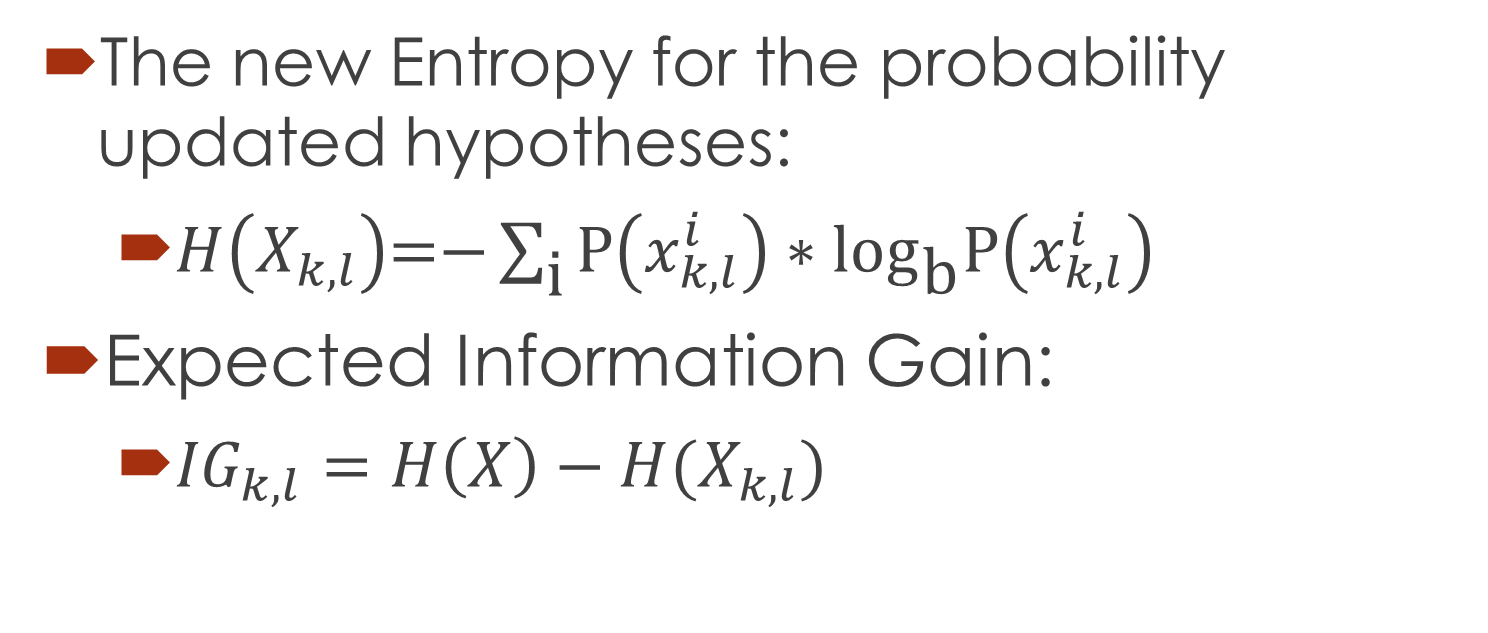 The new Entropy for the probability
updated hypotheses:
H(X_{k,l})=−∑_i P(x^i_{k,l}) * log_b P(x^i_{k,l})
Expected Information Gain:
IG_{k,l} = H(X) − H(X_{k,l})